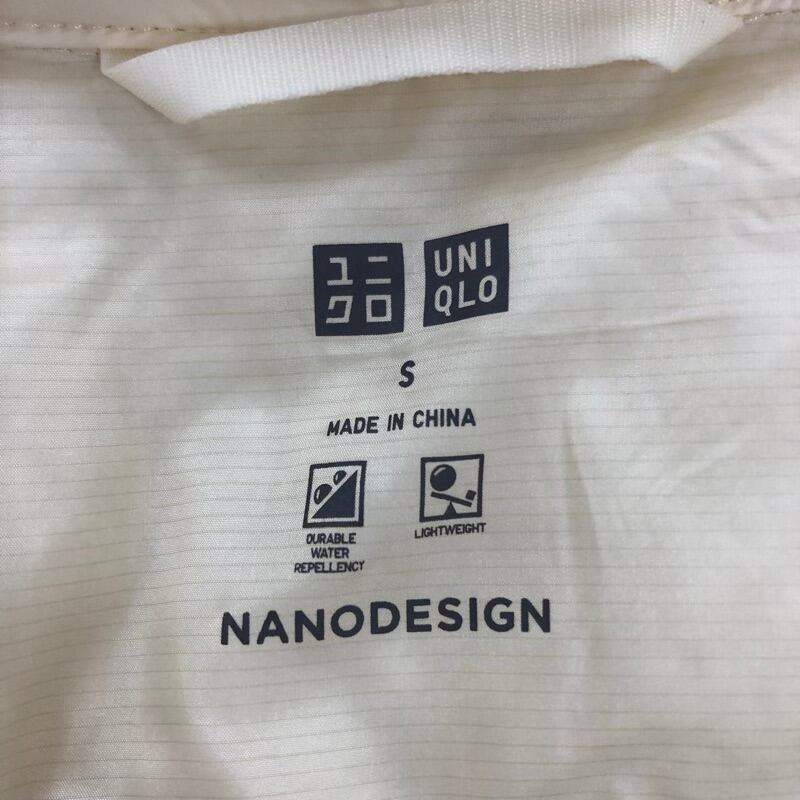 ユニ
クロ
UNI
QLO
S
MADE IN CHINA
DURABLE
WATER
REPELLENCY
LIGHTWEIGHT
NANODESIGN